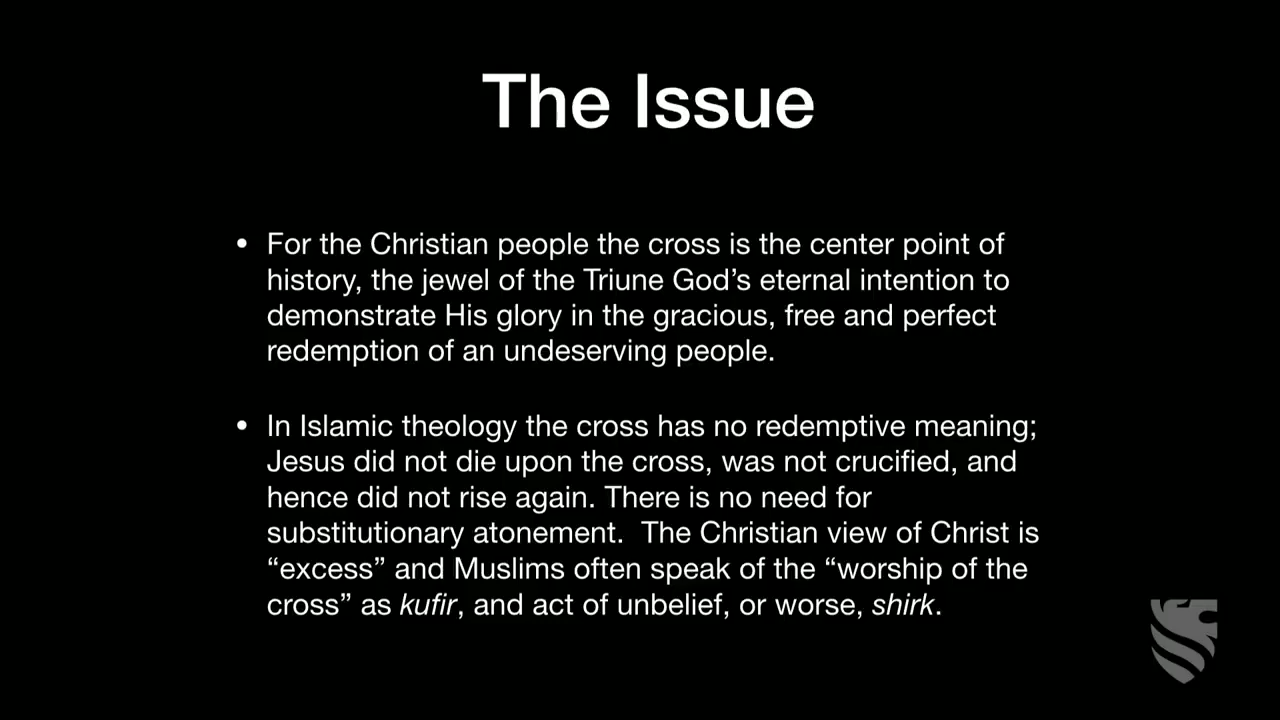 The Issue
• For the Christian people the cross is the center point of
history, the jewel of the Triune God’s eternal intention to
demonstrate His glory in the gracious, free and perfect
redemption of an undeserving people.
• In Islamic theology the cross has no redemptive meaning;
Jesus did not die upon the cross, was not crucified, and
hence did not rise again. There is no need for
substitutionary atonement.  The Christian view of Christ is
“excess” and Muslims often speak of the “worship of the
cross” as kufir, and act of unbelief, or worse, shirk.